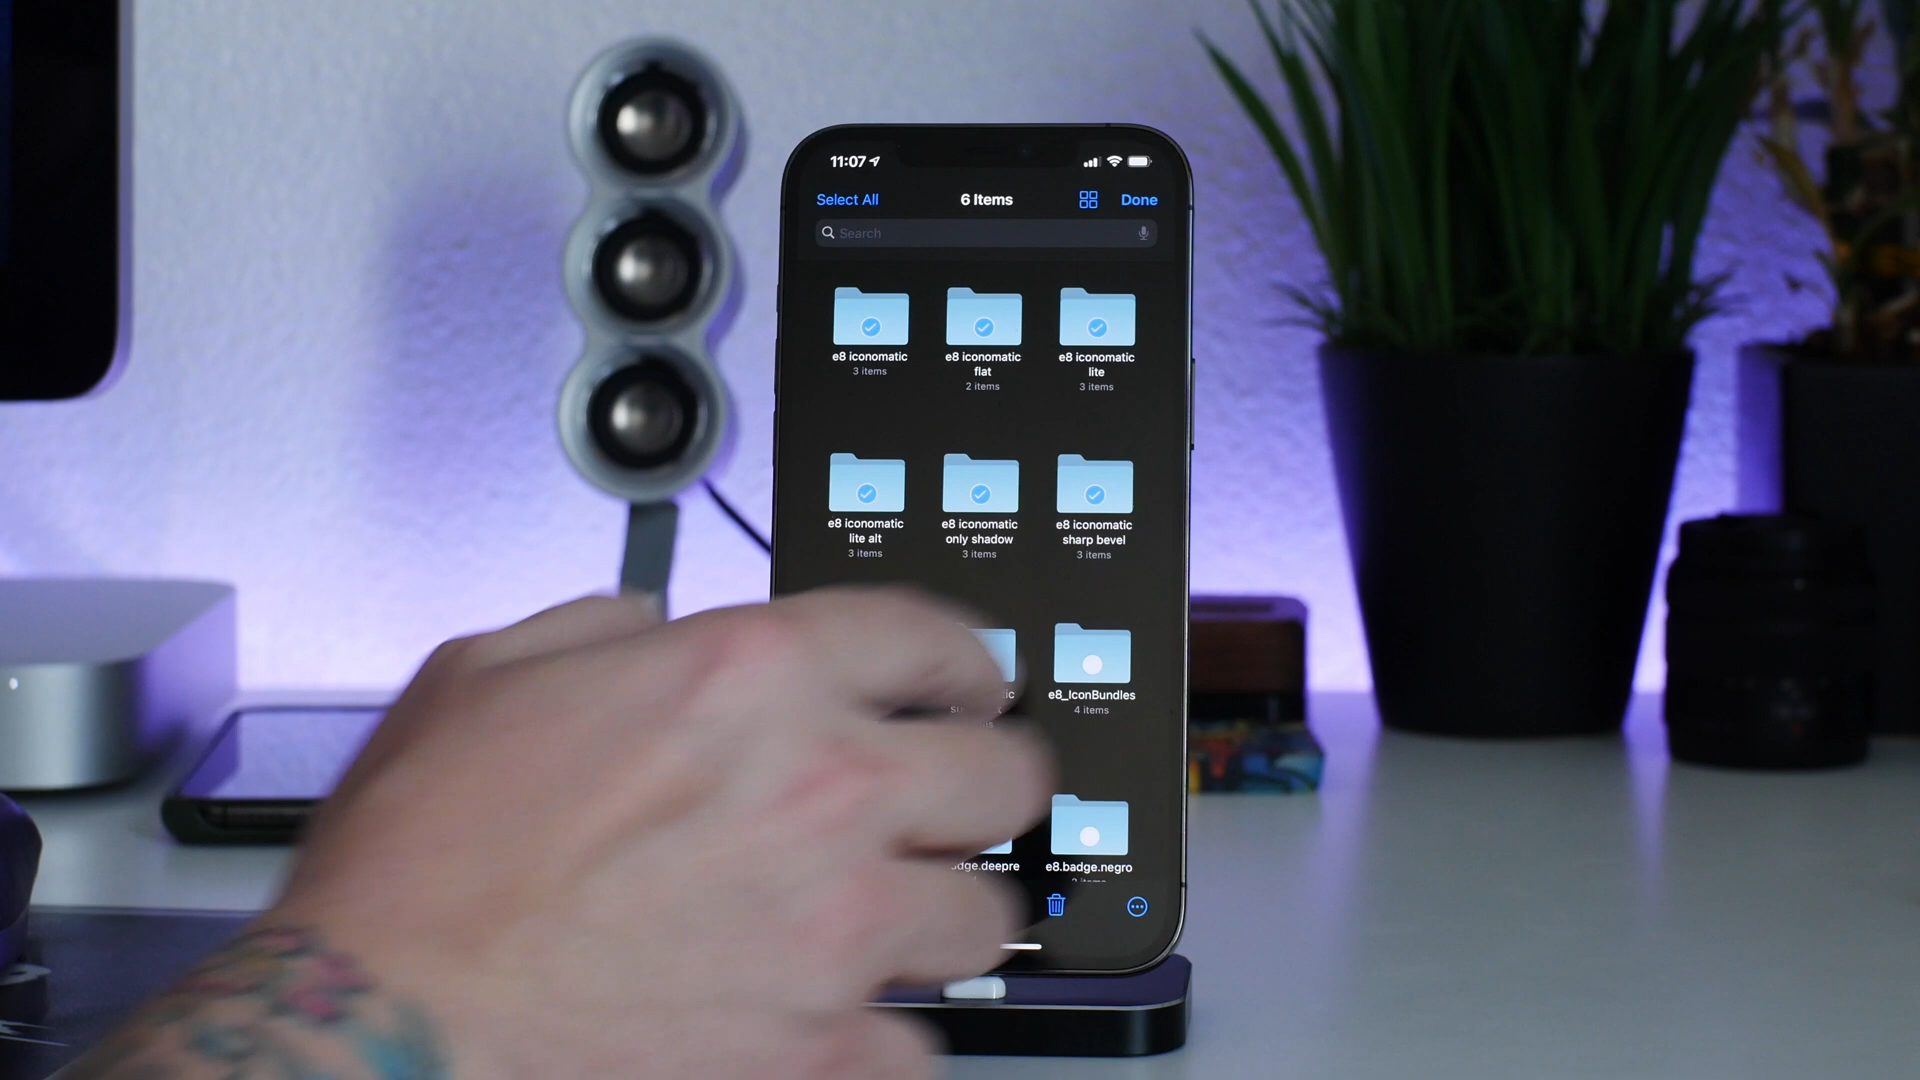 11:07
Select All
6 Items
Done
Search
e8 iconomatic
3 items
e8 iconomatic
flat
2 items
e8 iconomatic
lite
3 items
e8 iconomatic
lite alt
3 items
e8 iconomatic
only shadow
3 items
e8 iconomatic
sharp bevel
3 items
e8_IconBundles
4 items
e8.badge.negro